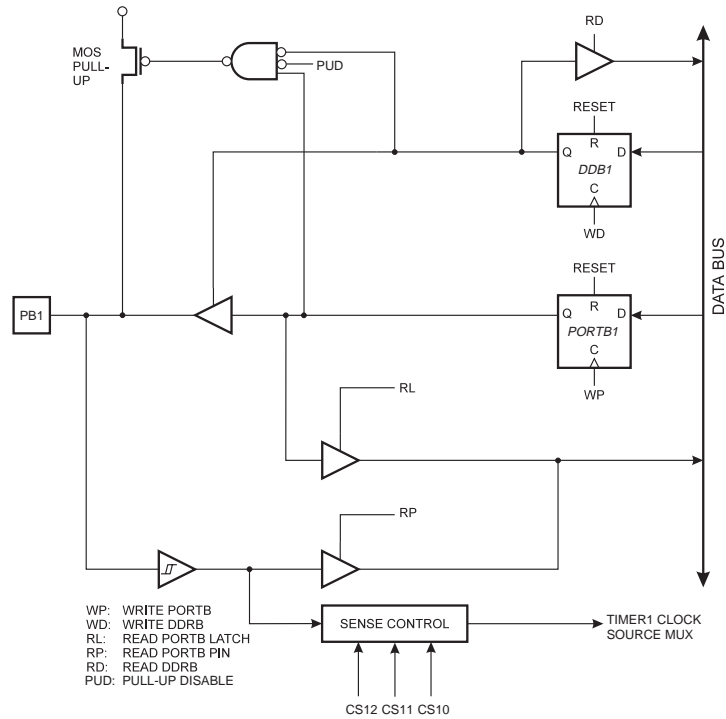 MOS
PULL-
UP
PUD
RD
RESET
R
Q
D
DDB1
C
WD
RESET
R
Q
D
PORTB1
C
WP
DATA BUS
PB1
RL
RP
WP: WRITE PORTB
WD: WRITE DDRB
RL: READ PORTB LATCH
RP: READ PORTB PIN
RD: READ DDRB
PUD: PULL-UP DISABLE
SENSE CONTROL
TIMER1 CLOCK
SOURCE MUX
CS12 CS11 CS10